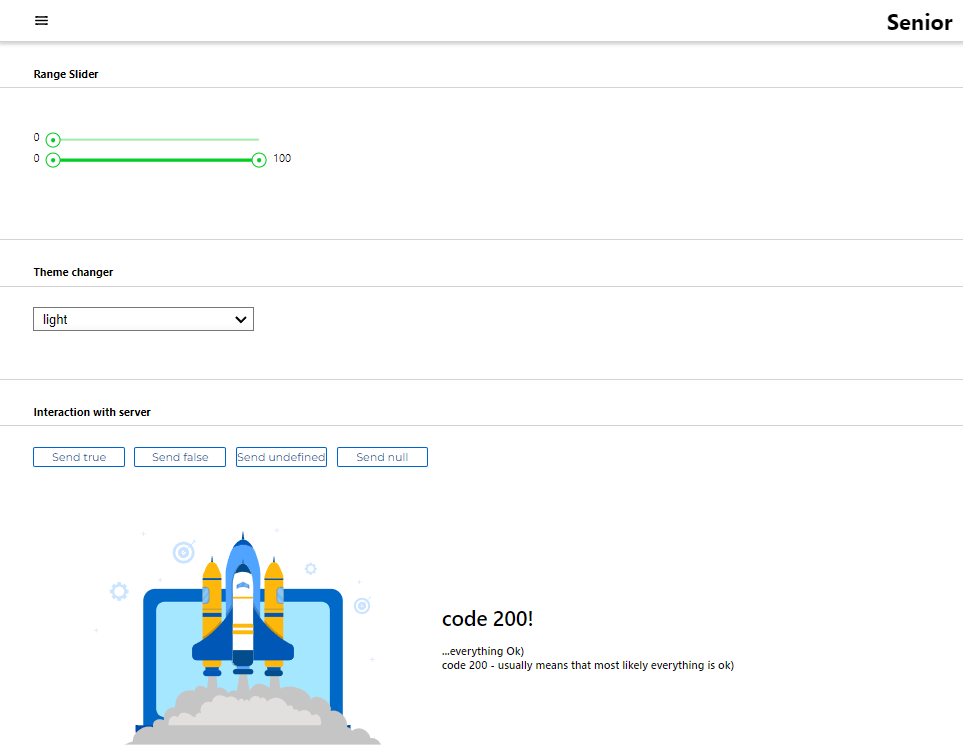 Senior
Range Slider
0
0 100
Theme changer
light
Interaction with server
Send true Send false Send undefined Send null
code 200!
...everything Ok)
code 200 - usually means that most likely everything is ok)